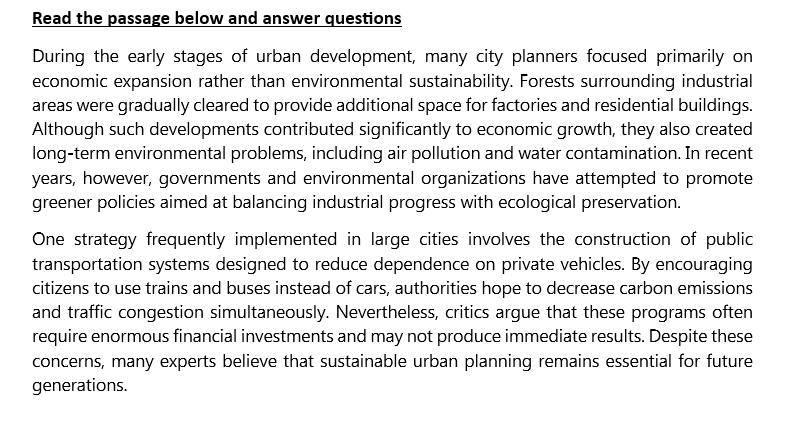 Read the passage below and answer questions
During the early stages of urban development, many city planners focused primarily on
economic expansion rather than environmental sustainability. Forests surrounding industrial
areas were gradually cleared to provide additional space for factories and residential buildings.
Although such developments contributed significantly to economic growth, they also created
long-term environmental problems, including air pollution and water contamination. In recent
years, however, governments and environmental organizations have attempted to promote
greener policies aimed at balancing industrial progress with ecological preservation.
One strategy frequently implemented in large cities involves the construction of public
transportation systems designed to reduce dependence on private vehicles. By encouraging
citizens to use trains and buses instead of cars, authorities hope to decrease carbon emissions
and traffic congestion simultaneously. Nevertheless, critics argue that these programs often
require enormous financial investments and may not produce immediate results. Despite these
concerns, many experts believe that sustainable urban planning remains essential for future
generations.